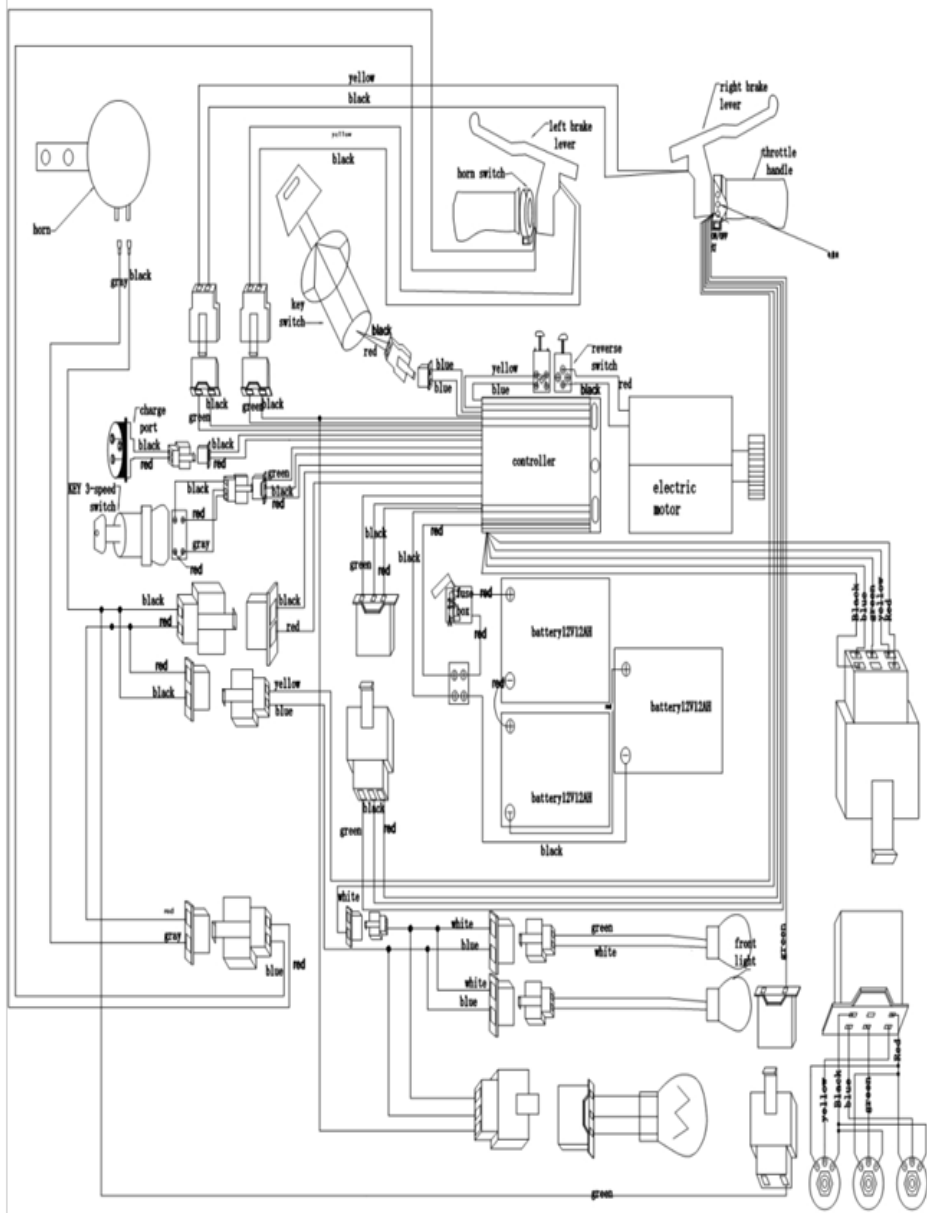 yellow
black
right brake
lever
yellow
black
left brake
lever
horn switch
throttle
handle
horn
gray
black
key
switch
black
red
blue
blue
yellow
blue
reverse
switch
black
red
green
black
green
black
charge
port
black
red
black
red
KEY 3-speed
switch
black
red
gray
red
green
black
red
controller
electric
motor
black
red
black
red
green
black
red
black
red
fuse
box
red
red
battery12V12AH
red
battery12V12AH
battery12V12AH
black
red
black
yellow
blue
Black
blue
green
yellow
Red
green
black
red
white
red
gray
blue
red
white
blue
green
white
white
blue
front
light
green
yellow
Black
blue
green
Red
green